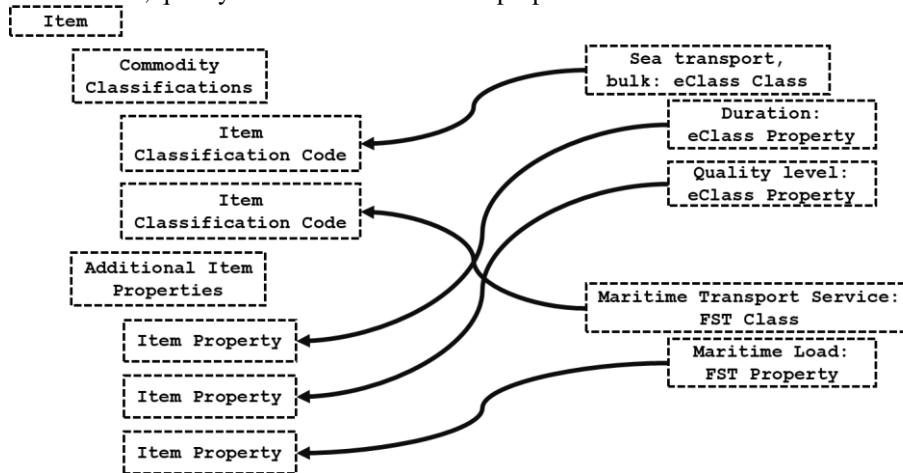 Item
Commodity
Classifications
Item
Classification Code
Item
Classification Code
Additional Item
Properties
Item Property
Item Property
Item Property
Sea transport,
bulk: eClass Class
Duration:
eClass Property
Quality level:
eClass Property
Maritime Transport Service:
FST Class
Maritime Load:
FST Property